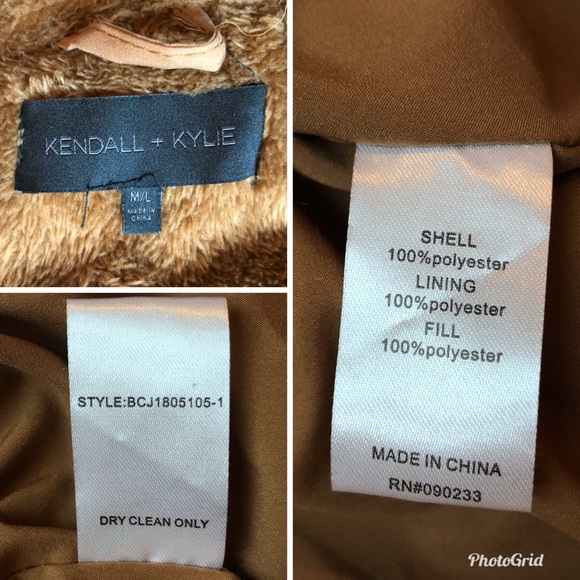 KENDALL + KYLIE
M/L
MADE IN
CHINA
SHELL
100%polyester
LINING
100%polyester
FILL
100%polyester
MADE IN CHINA
RN#090233
STYLE:BCJ1805105-1
DRY CLEAN ONLY
PhotoGrid